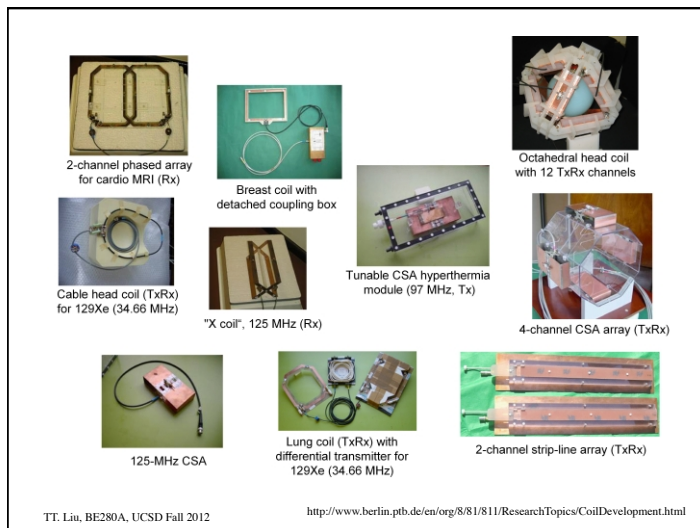 2-channel phased array
for cardio MRI (Rx)
Breast coil with
detached coupling box
Octahedral head coil
with 12 TxRx channels
Cable head coil (TxRx)
for 129Xe (34.66 MHz)
"X coil“, 125 MHz (Rx)
Tunable CSA hyperthermia
module (97 MHz, Tx)
4-channel CSA array (TxRx)
125-MHz CSA
Lung coil (TxRx) with
differential transmitter for
129Xe (34.66 MHz)
2-channel strip-line array (TxRx)
TT. Liu, BE280A, UCSD Fall 2012
http://www.berlin.ptb.de/en/org/8/81/811/ResearchTopics/CoilDevelopment.html